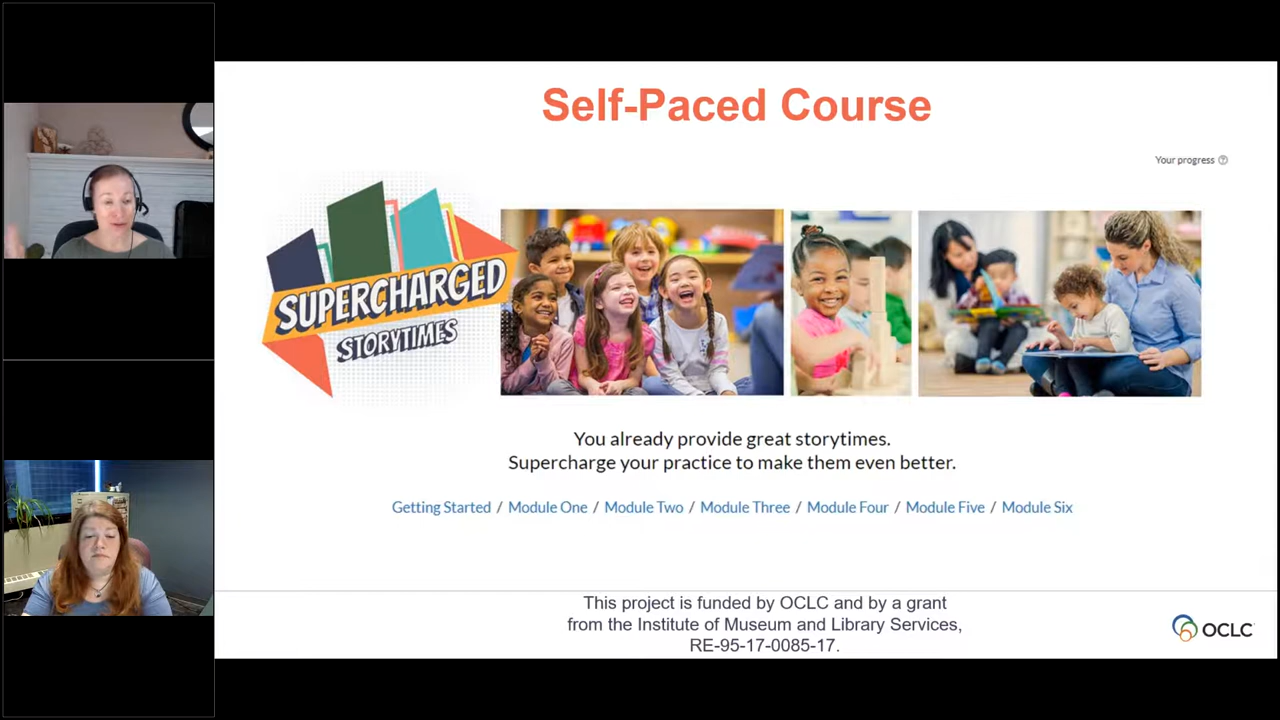 Self-Paced Course
Your progress
SUPERCHARGED
STORYTIMES
You already provide great storytimes.
Supercharge your practice to make them even better.
Getting Started / Module One / Module Two / Module Three / Module Four / Module Five / Module Six
This project is funded by OCLC and by a grant
from the Institute of Museum and Library Services,
RE-95-17-0085-17.
OCLC